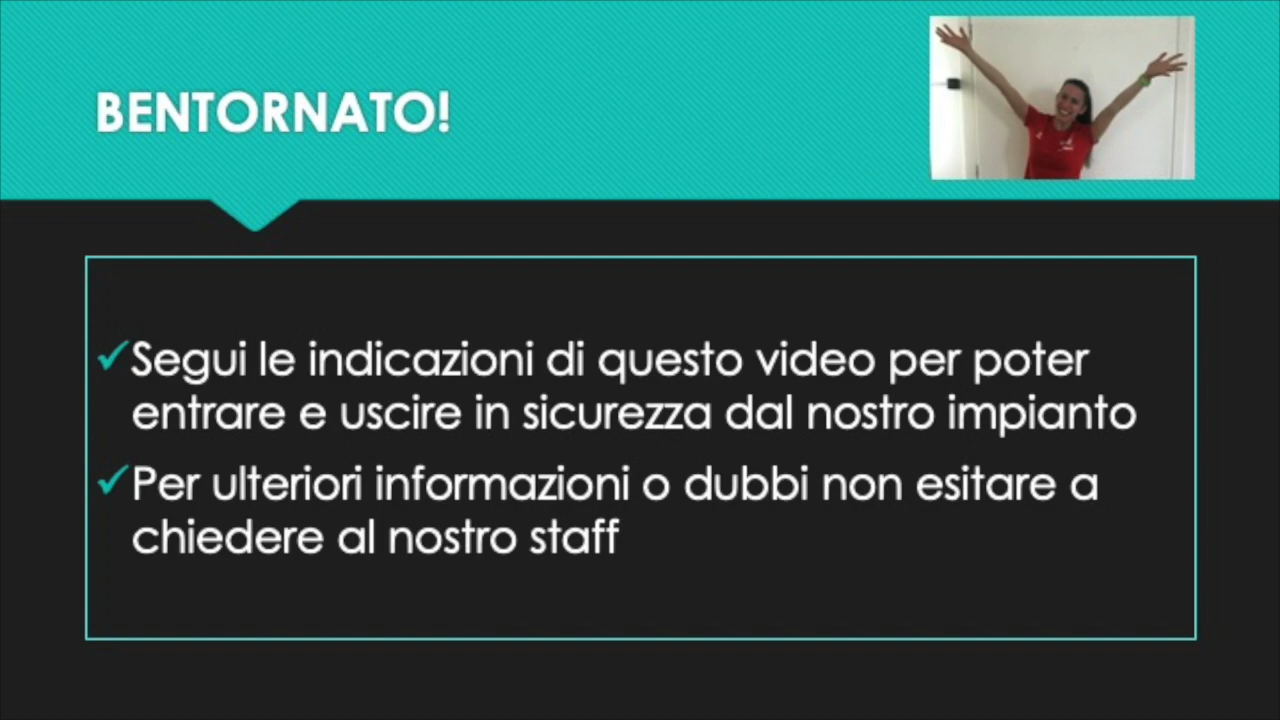 BENTORNATO!
✓Segui le indicazioni di questo video per poter
entrare e uscire in sicurezza dal nostro impianto
✓Per ulteriori informazioni o dubbi non esitare a
chiedere al nostro staff